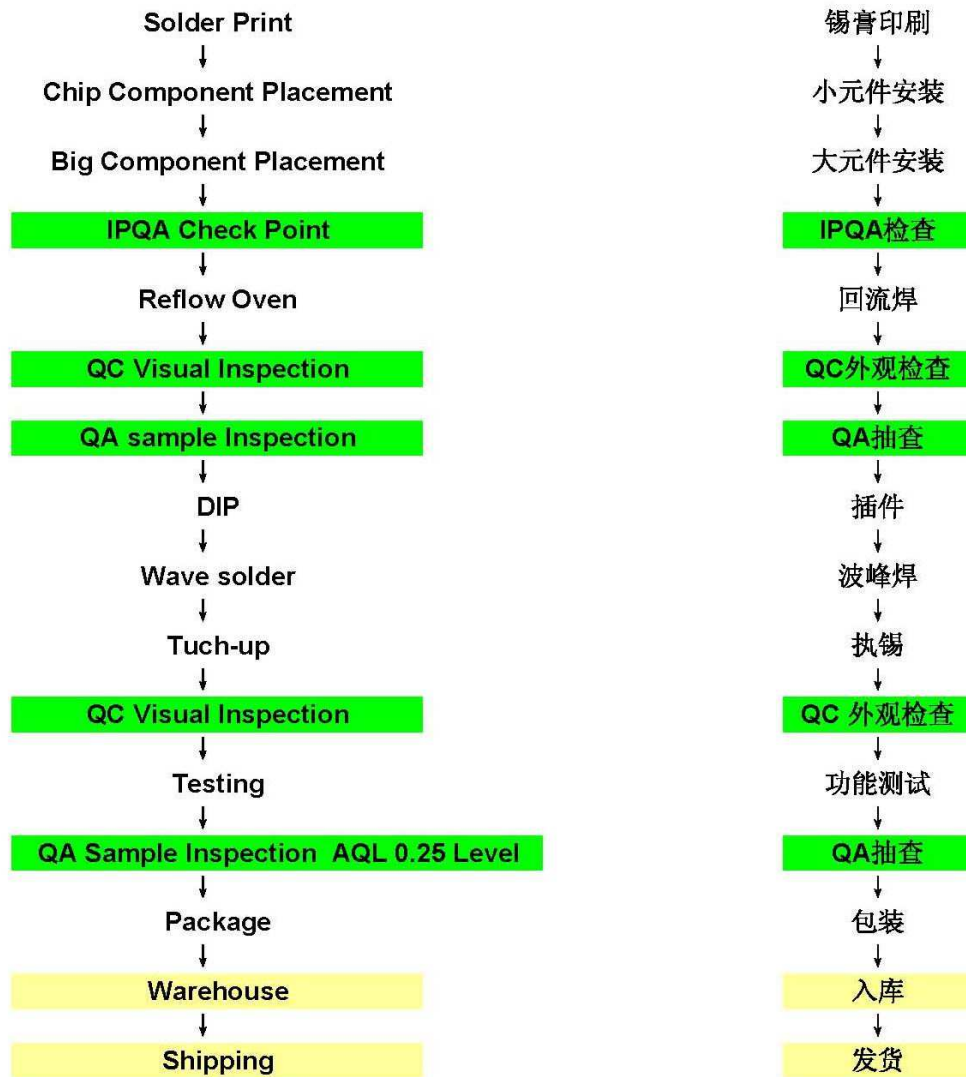 Solder Print
锡膏印刷
Chip Component Placement
小元件安装
Big Component Placement
大元件安装
IPQA Check Point
IPQA检查
Reflow Oven
回流焊
QC Visual Inspection
QC外观检查
QA sample Inspection
QA抽查
DIP
插件
Wave solder
波峰焊
Tuch-up
执锡
QC Visual Inspection
QC 外观检查
Testing
功能测试
QA Sample Inspection AQL 0.25 Level
QA抽查
Package
包装
Warehouse
入库
Shipping
发货